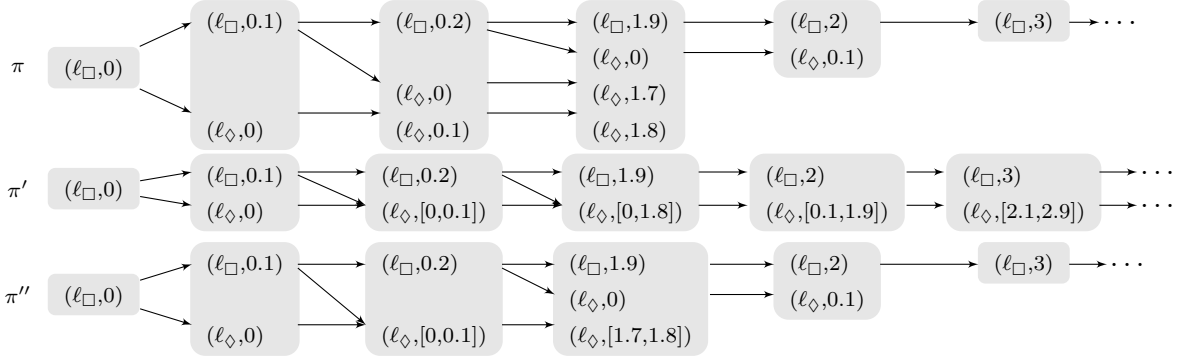 (ℓ□,0.1) (ℓ□,0.2) (ℓ□,1.9) (ℓ□,2) (ℓ□,3) ···
(ℓ◇,0) (ℓ◇,0.1)
π (ℓ□,0)
(ℓ◇,0) (ℓ◇,1.7)
(ℓ◇,0) (ℓ◇,0.1) (ℓ◇,1.8)
(ℓ□,0.1) (ℓ□,0.2) (ℓ□,1.9) (ℓ□,2) (ℓ□,3) ···
π′ (ℓ□,0)
(ℓ◇,0) (ℓ◇,[0,0.1]) (ℓ◇,[0,1.8]) (ℓ◇,[0.1,1.9]) (ℓ◇,[2.1,2.9]) ···
(ℓ□,0.1) (ℓ□,0.2) (ℓ□,1.9) (ℓ□,2) (ℓ□,3) ···
π′′ (ℓ□,0) (ℓ◇,0) (ℓ◇,0.1)
(ℓ◇,0) (ℓ◇,[0,0.1]) (ℓ◇,[1.7,1.8])